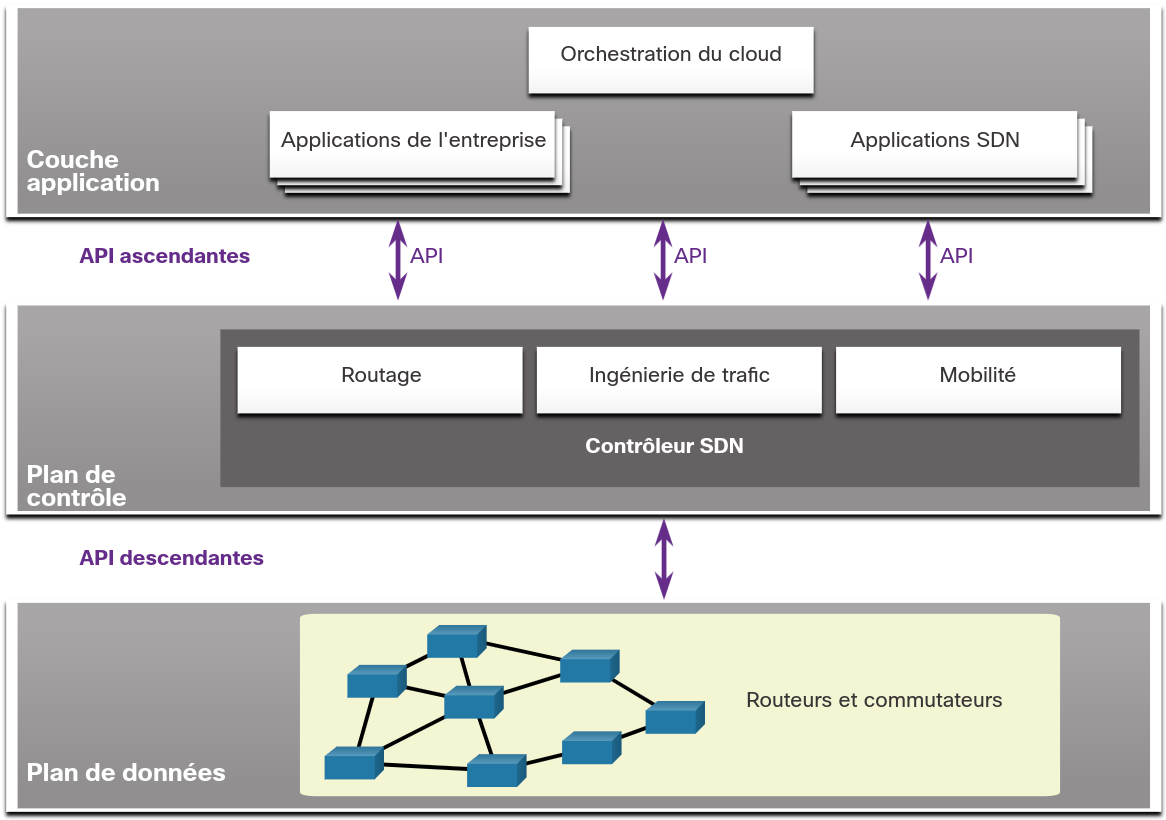 Orchestration du cloud
Applications de l'entreprise
Applications SDN
Couche
application
API ascendantes
API
API
API
Routage
Ingénierie de trafic
Mobilité
Contrôleur SDN
Plan de
contrôle
API descendantes
Routeurs et commutateurs
Plan de données